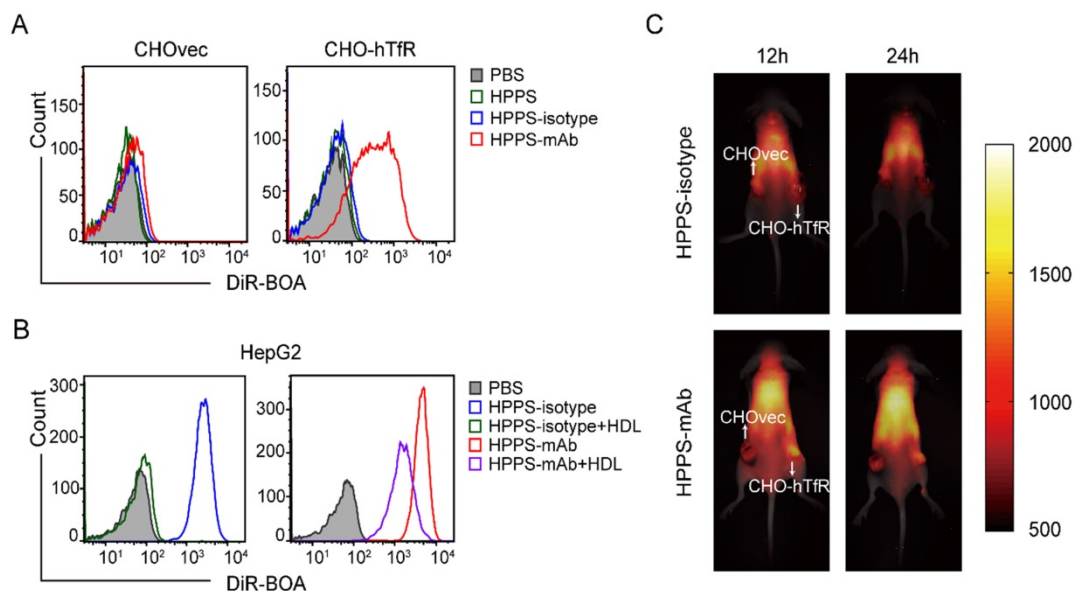 A
CHOvec
CHO-hTfR
PBS
HPPS
HPPS-isotype
HPPS-mAb
Count
150
100
50
0
10¹ 10² 10³ 10⁴
150
100
50
0
10¹ 10² 10³ 10⁴
DiR-BOA
B
HepG2
PBS
HPPS-isotype
HPPS-isotype+HDL
HPPS-mAb
HPPS-mAb+HDL
Count
300
200
100
0
10¹ 10² 10³ 10⁴
300
200
100
0
10¹ 10² 10³ 10⁴
DiR-BOA
C
12h
24h
HPPS-isotype
CHOvec
CHO-hTfR
HPPS-mAb
CHOvec
CHO-hTfR
2000
1500
1000
500